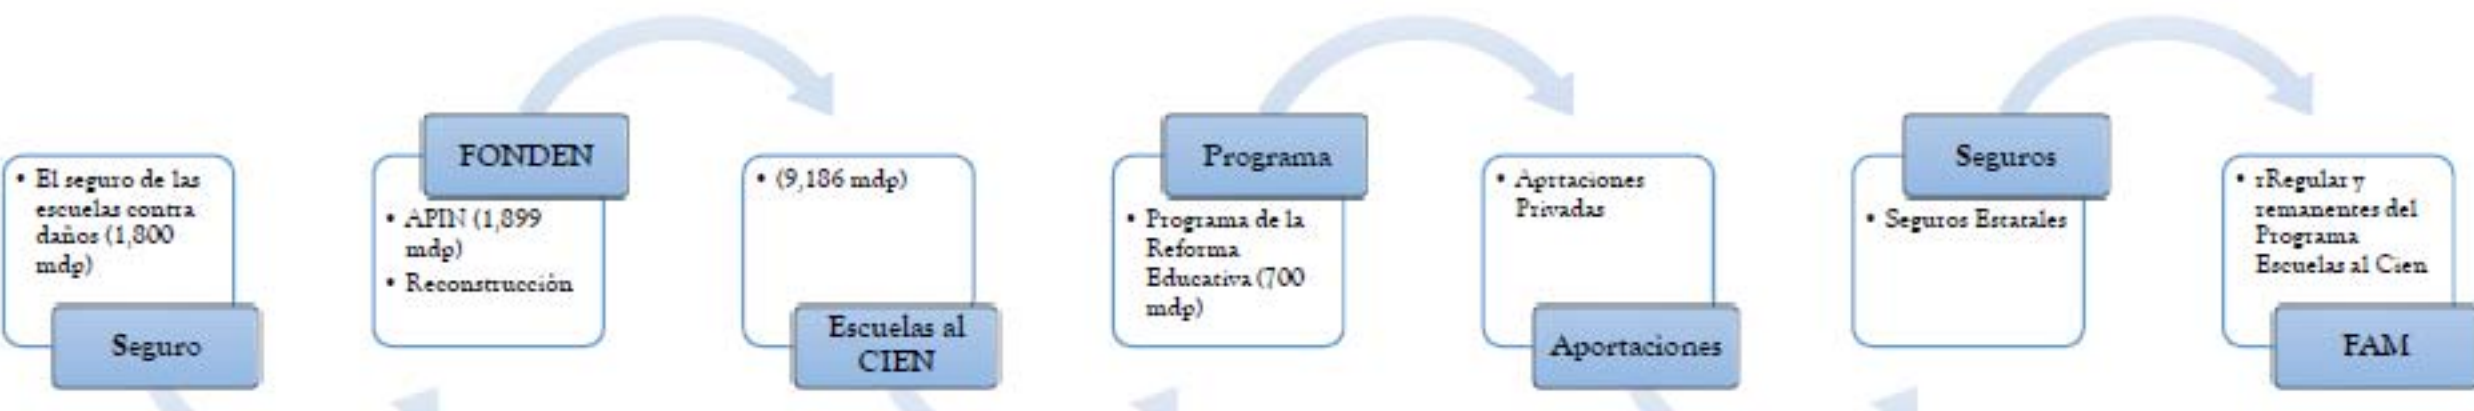 • El seguro de las
escuelas contra
daños (1,800
mdp)
Seguro
FONDEN
• APIN (1,899
mdp)
• Reconstrucción
• (9,186 mdp)
Escuelas al
CIEN
Programa
• Programa de la
Reforma
Educativa (700
mdp)
• Aprtaciones
Privadas
Aportaciones
Seguros
• Seguros Estatales
• rRegular y
remanentes del
Programa
Escuelas al Cien
FAM